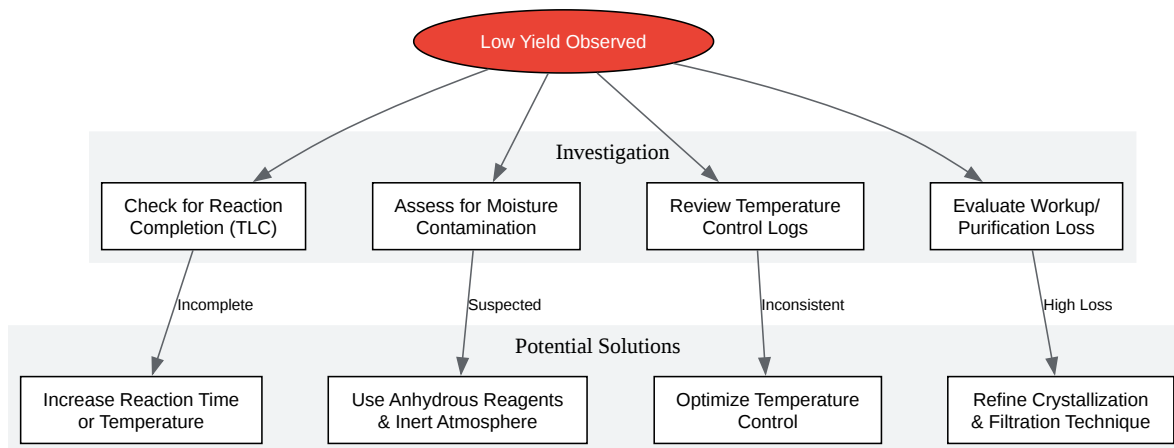 Low Yield Observed
Investigation
Check for Reaction
Completion (TLC)
Assess for Moisture
Contamination
Review Temperature
Control Logs
Evaluate Workup/
Purification Loss
Incomplete
Suspected
Inconsistent
High Loss
Potential Solutions
Increase Reaction Time
or Temperature
Use Anhydrous Reagents
& Inert Atmosphere
Optimize Temperature
Control
Refine Crystallization
& Filtration Technique